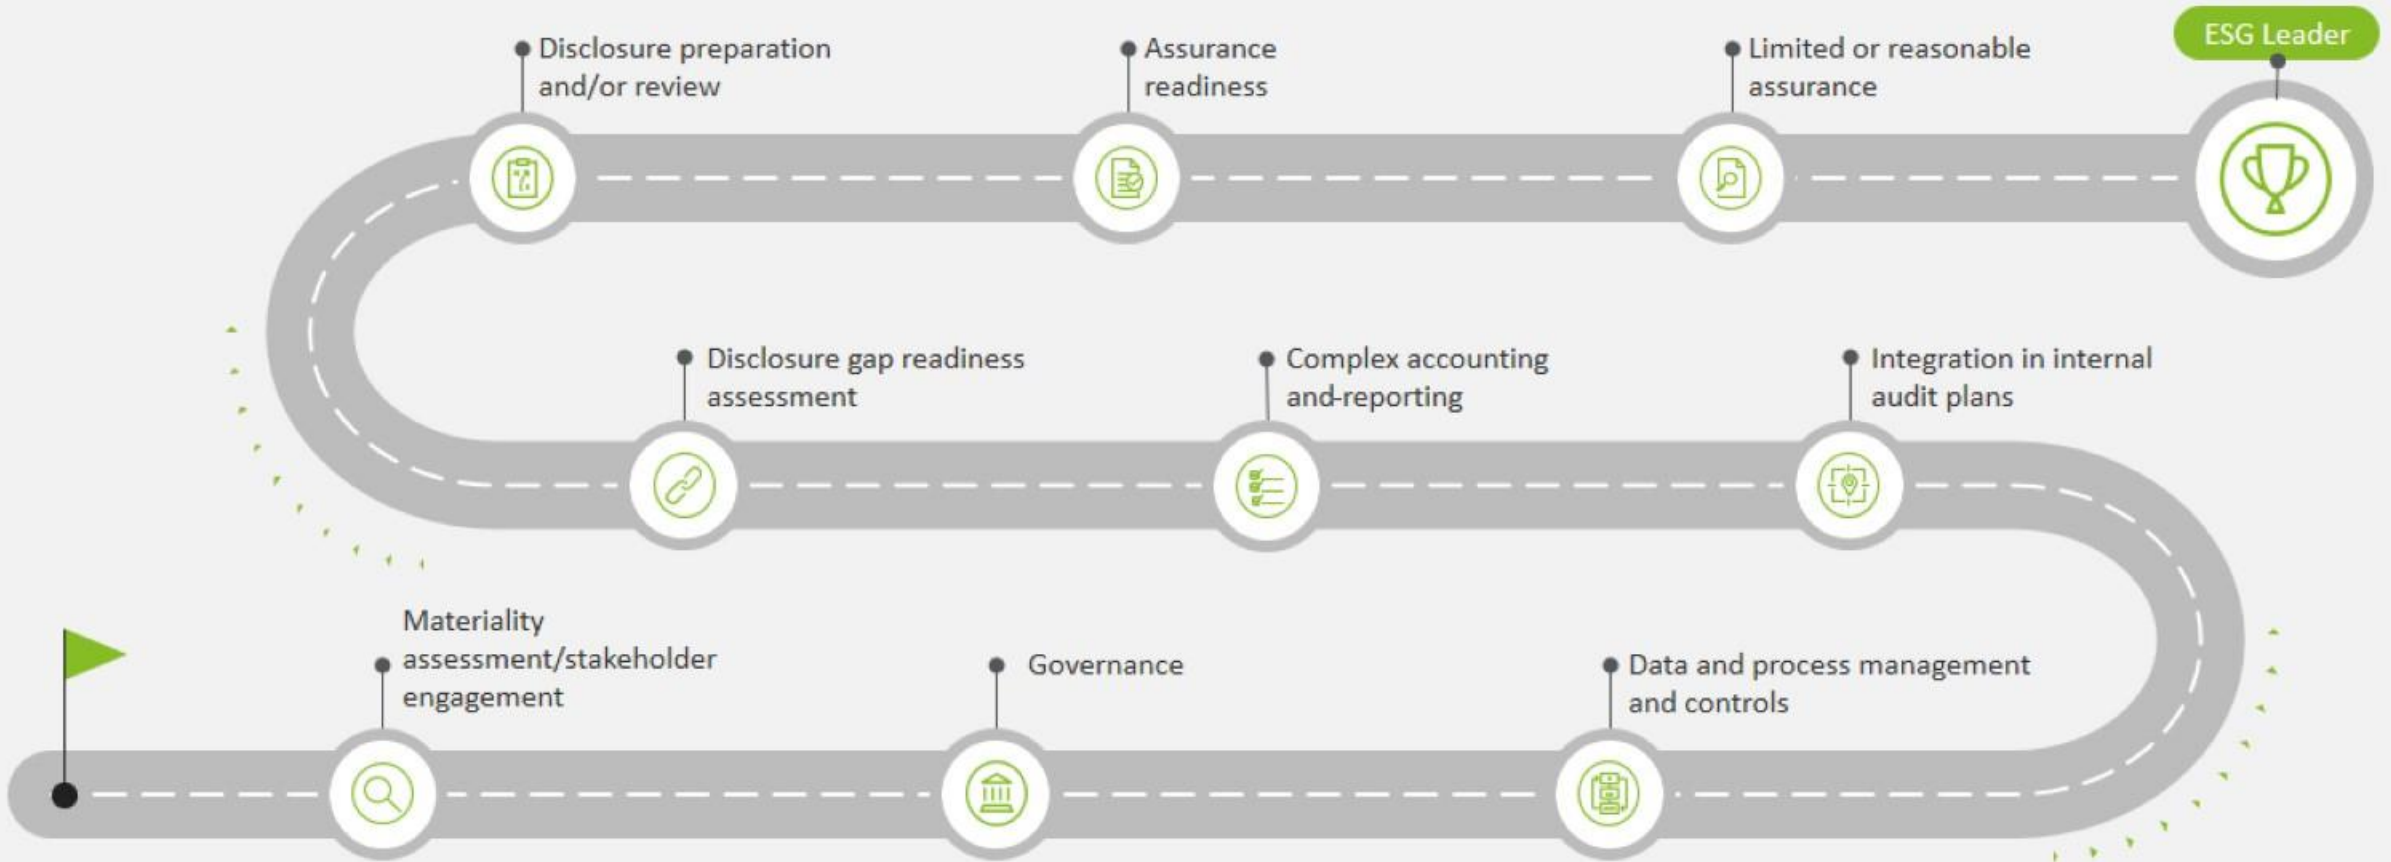 Disclosure preparation
and/or review
Assurance
readiness
Limited or reasonable
assurance
ESG Leader
Disclosure gap readiness
assessment
Complex accounting
and-reporting
Integration in internal
audit plans
Materiality
assessment/stakeholder
engagement
Governance
Data and process management
and controls